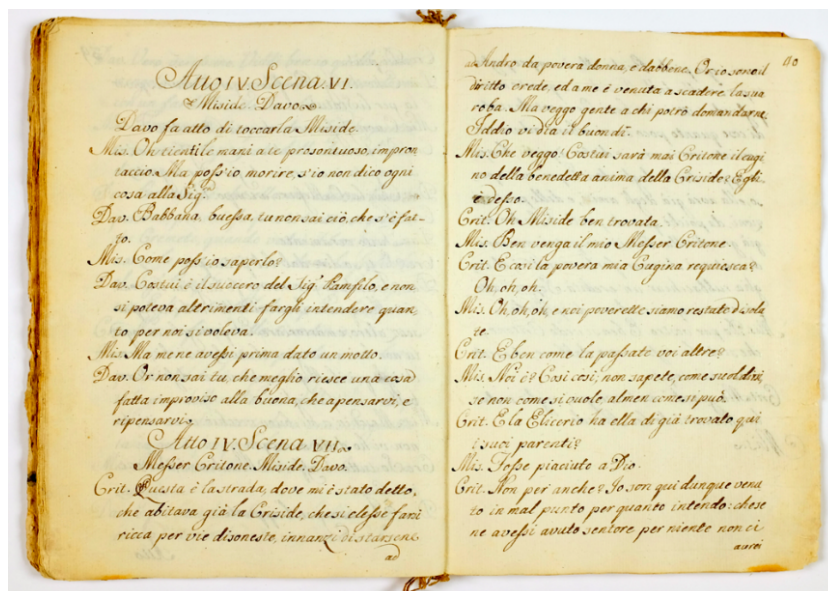 Atto IV. Scena. VI.
Miside. Davo.
Davo fa atto di toccarla Miside.
Mis. Oh tienti le mani a te prosontuoso, impron
taccio. Ma poss'io, morire, s'io non dico ogni
cosa alla Sig.ra
Dav. Babbana, buessa, tu non sai ciò, che s'è fat-
to.
Mis. Come poss'io saperlo?
Dav. Costui è il suocero del Sig.r Pamfilo, e non
si poteva altrimenti fargli intendere quan-
to per noi si voleva.
Mis. Ma me ne avessi prima dato un motto.
Dav. Or non sai tu, che meglio riesce una cosa
fatta improviso alla buona, che a pensarvi, e
ripensarvi.
Atto IV. Scena VII.
Messer Critone. Miside. Davo.
Crit. Questa è la strada, dove mi è stato detto,
che abitava già la Criside, che si elesse farsi
ricca per vie disoneste, innanzi di starsene
ad
110
ad Andro da povera donna, e dabbene. Or io sono il
diritto erede, ed a me è venuta a scadere la sua
roba. Ma veggo gente a chi potrò domandarne
Iddio vi dia il buon dì.
Mis. Che veggo? Costui sarà mai Critone il cugi
no della benedetta anima della Criside? Egli
è desso.
Crit. Oh Miside ben trovata.
Mis. Ben venga il mio Messer Critone.
Crit. E così la povera mia Cugina requiesca?
Oh, oh, oh.
Mis. Oh, oh, oh, e noi poverette siamo restate disola
te.
Crit. E ben come la passate voi altre?
Mis. Noi è? Così così, non sapete, come suol dirsi,
se non come si vuole, almen come si può.
Crit. E la Elicerio ha ella di già trovato qui
i suoi parenti?
Mis. Fosse piaciuto a Dio.
Crit. Non per anche? Io son qui dunque venu
to in mal punto per quanto intendo: che se
ne avessi avuto sentore per niente non ci
aurei